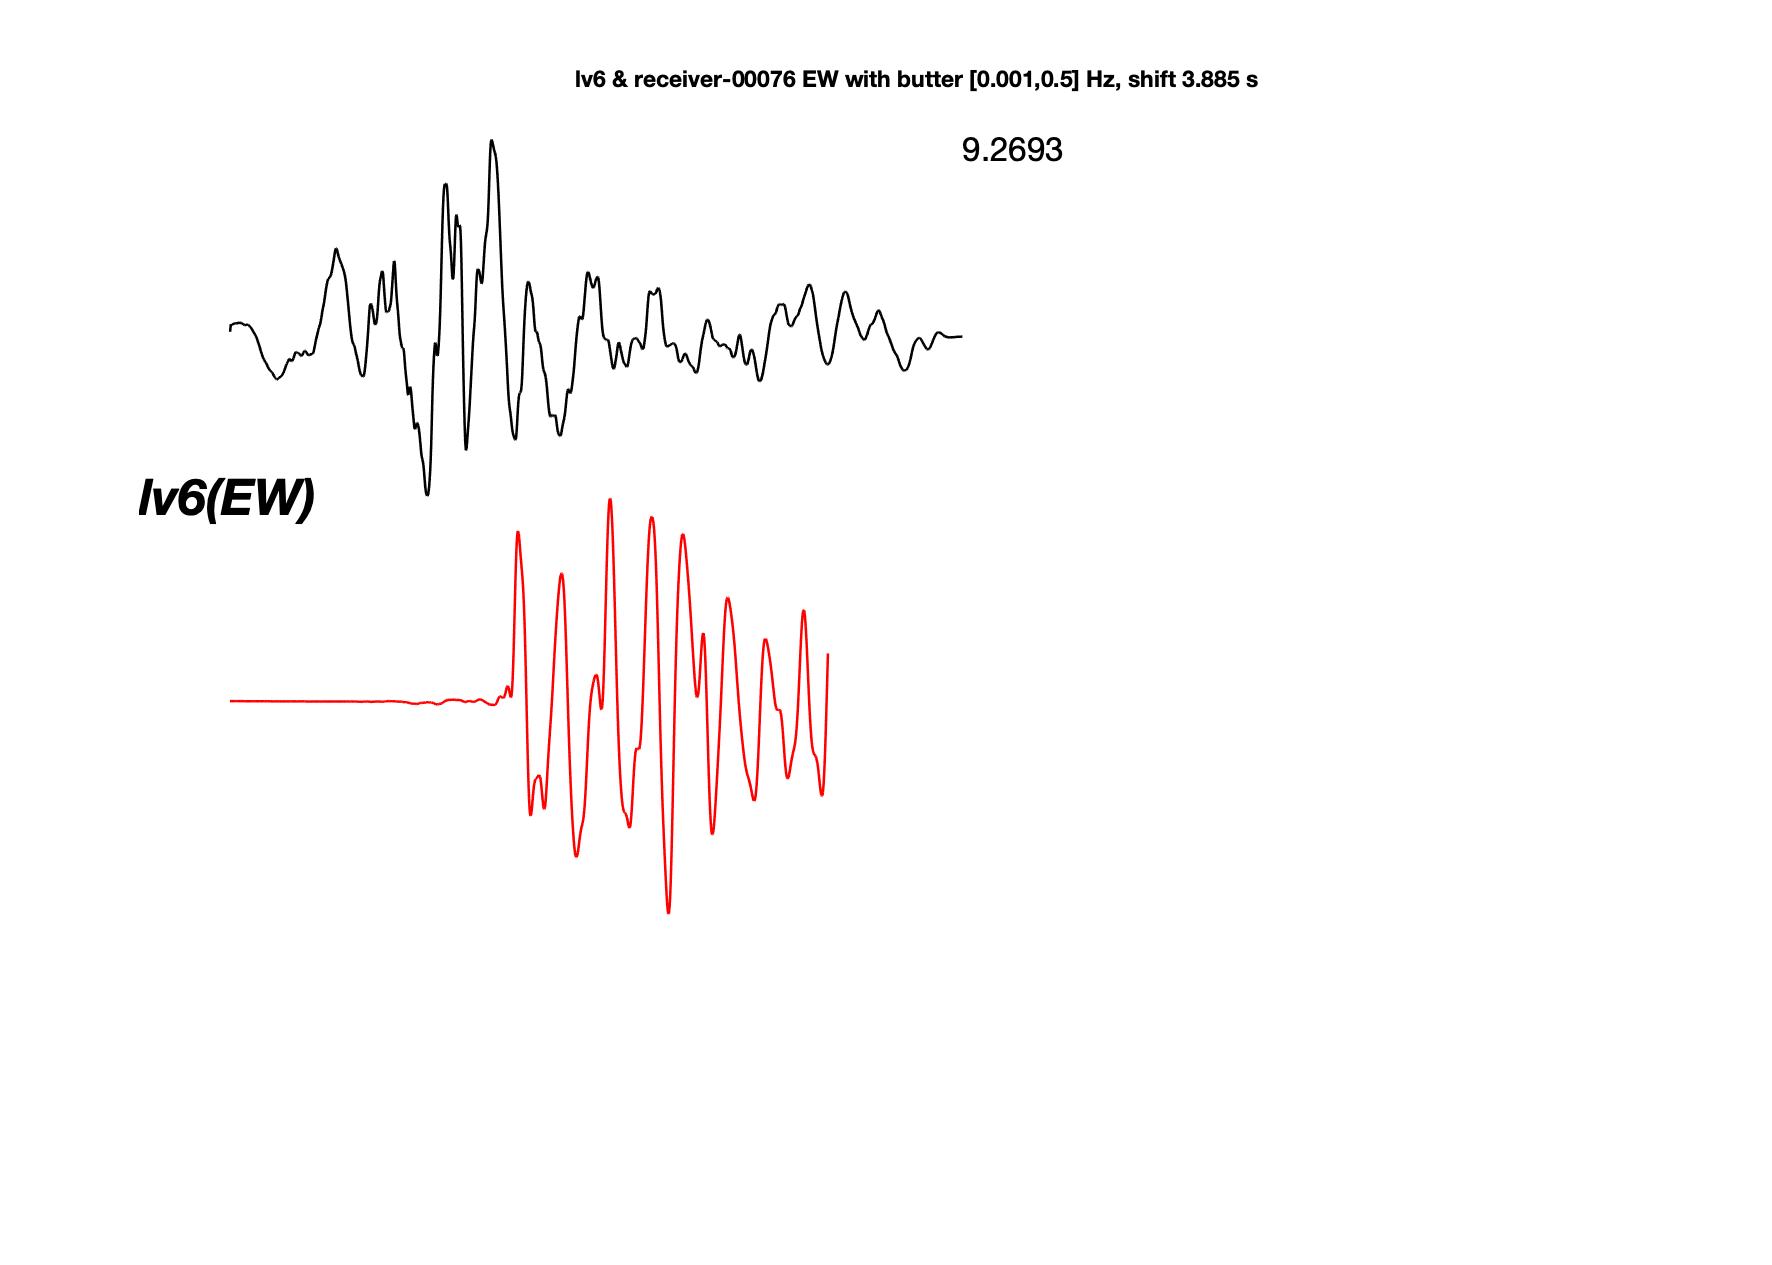 lv6 & receiver-00076 EW with butter [0.001,0.5] Hz, shift 3.885 s
9.2693
lv6(EW)